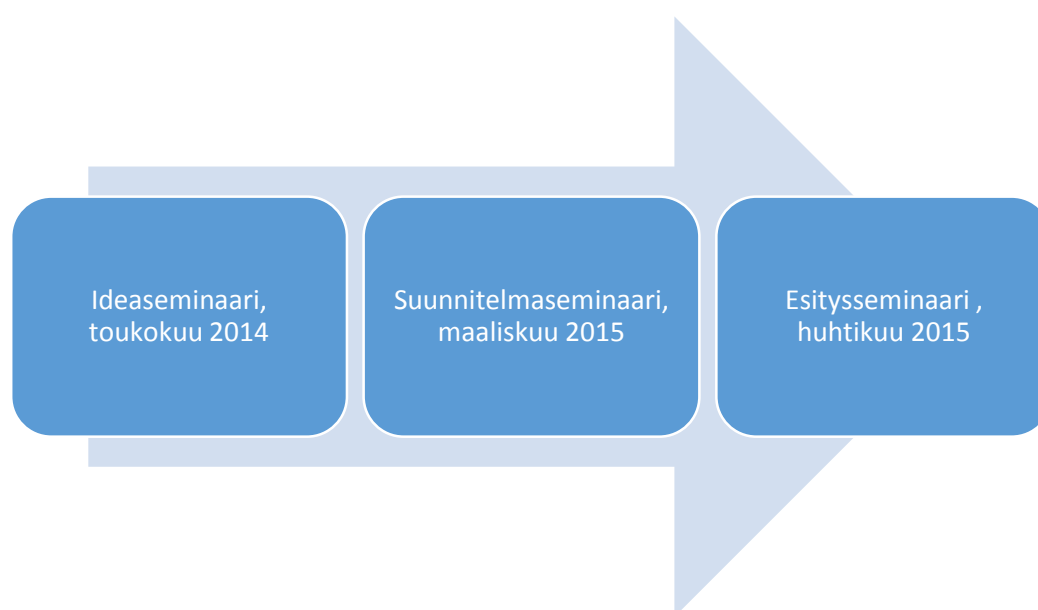 Ideaseminaari,
toukokuu 2014
Suunnitelmaseminaari,
maaliskuu 2015
Esitysseminaari ,
huhtikuu 2015